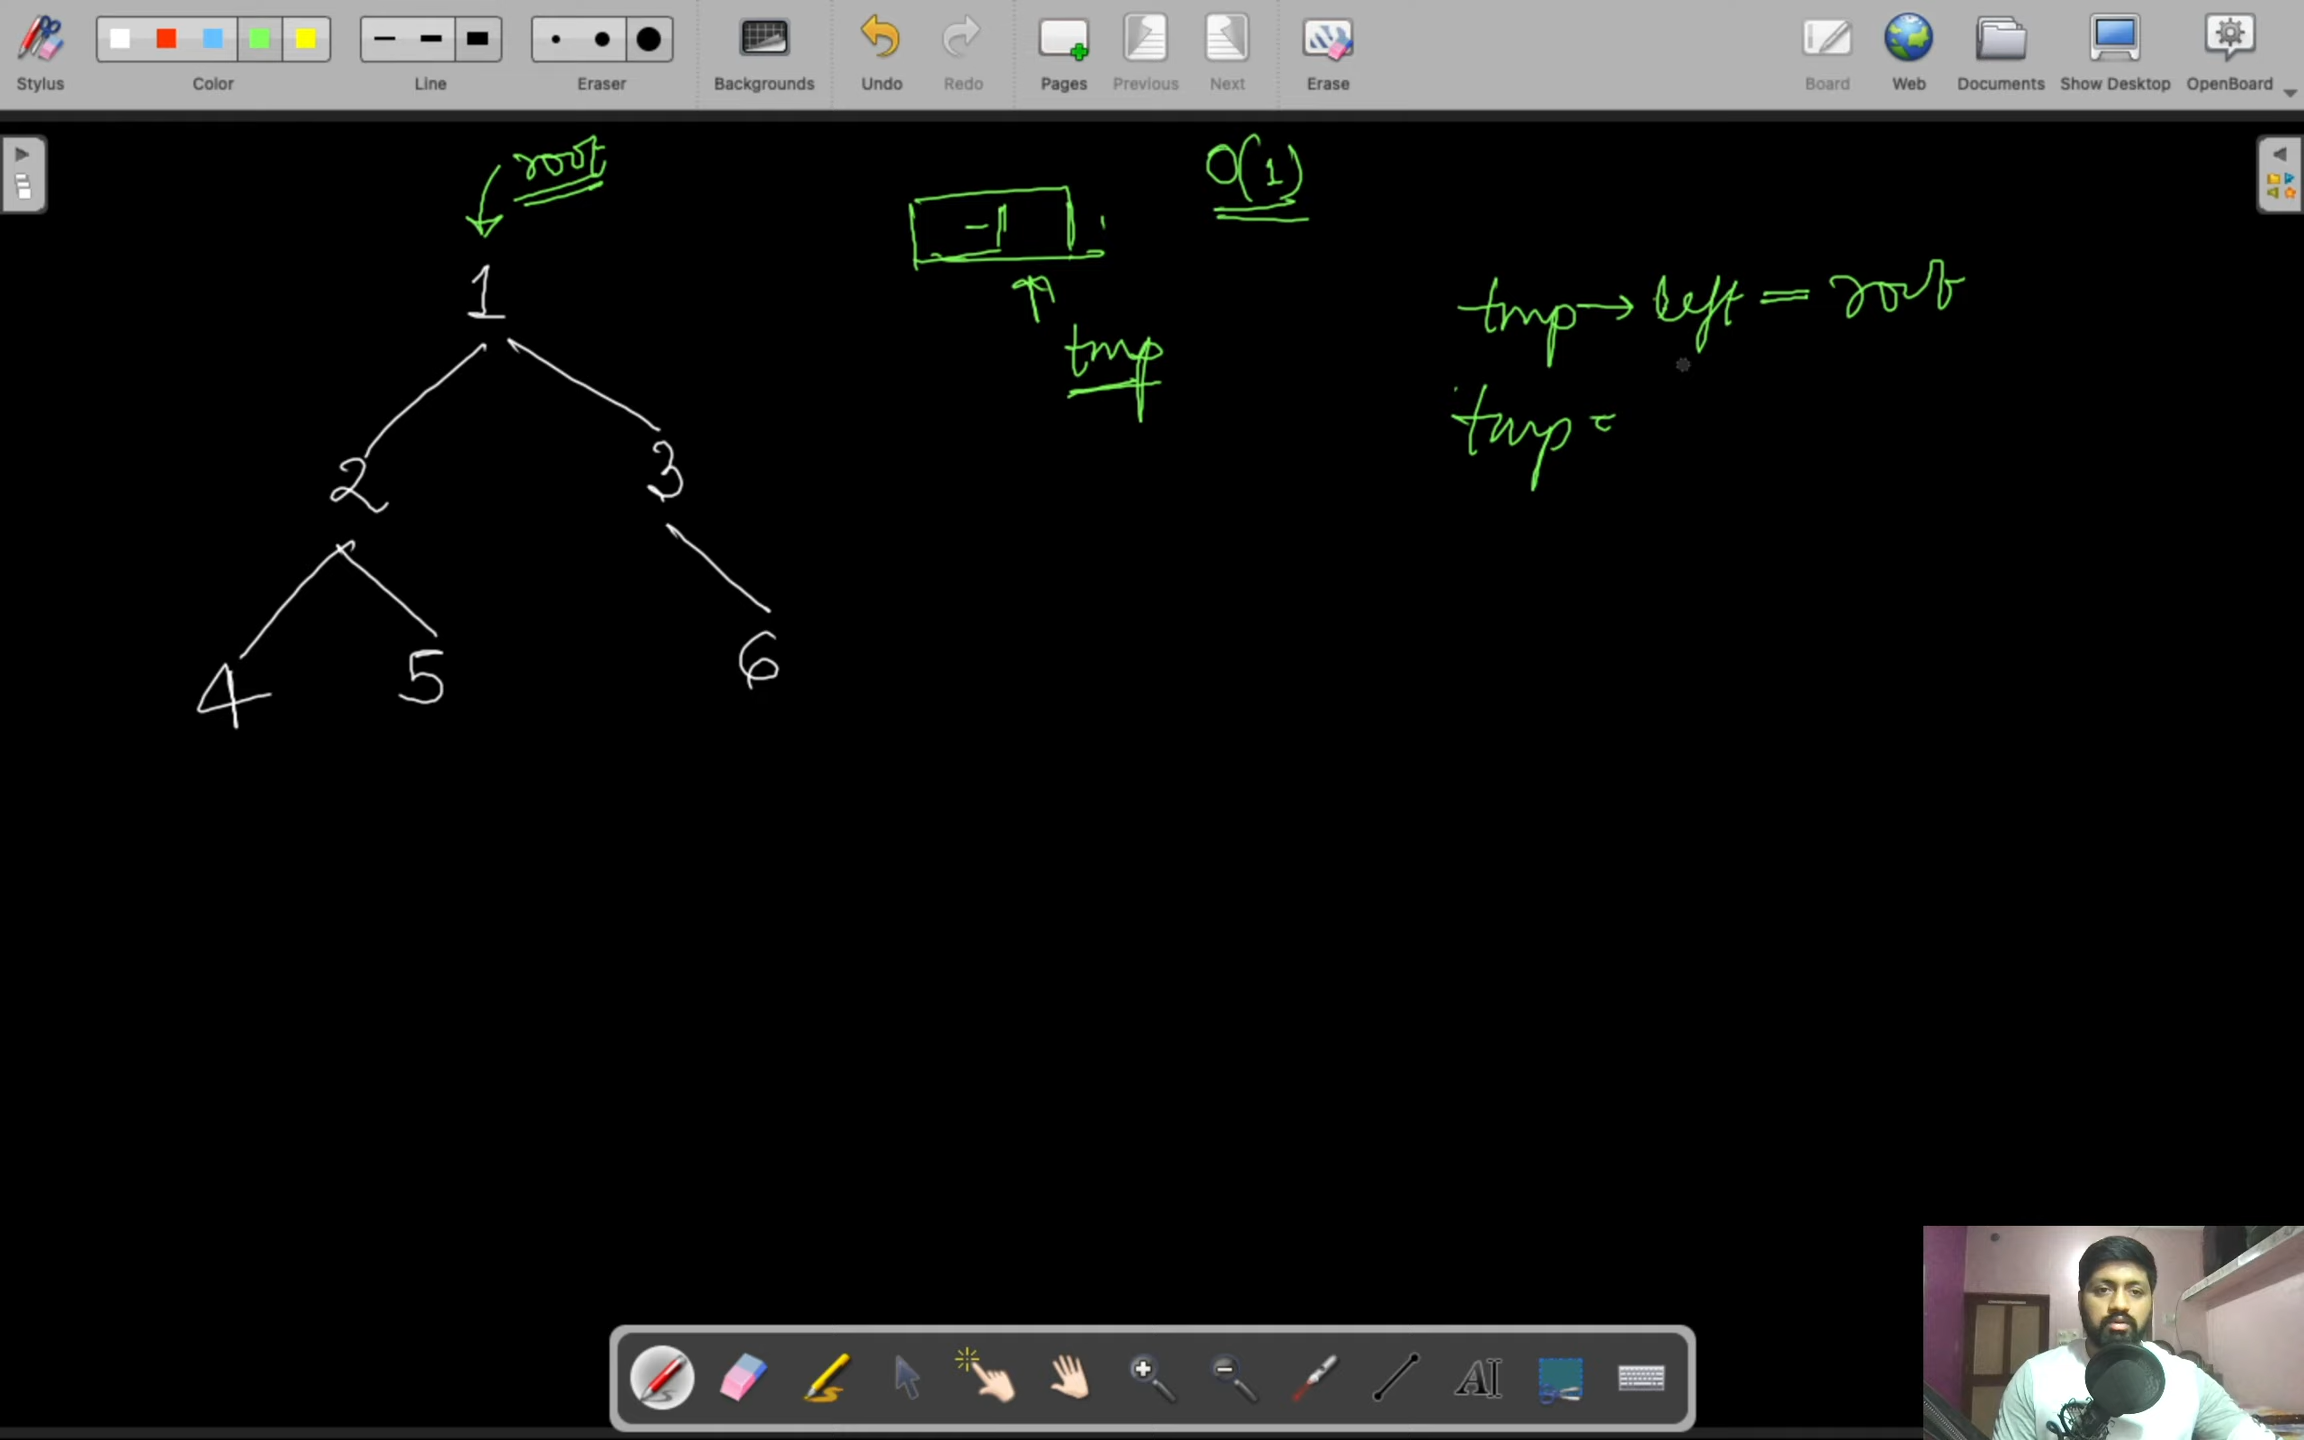 Stylus
Color
Line
Eraser
Backgrounds
Undo
Redo
Pages
Previous
Next
Erase
Board
Web
Documents
Show Desktop
OpenBoard
root
O(1)
-1
1
tmp → left = root
tmp
tmp =
2
3
4
5
6
AI